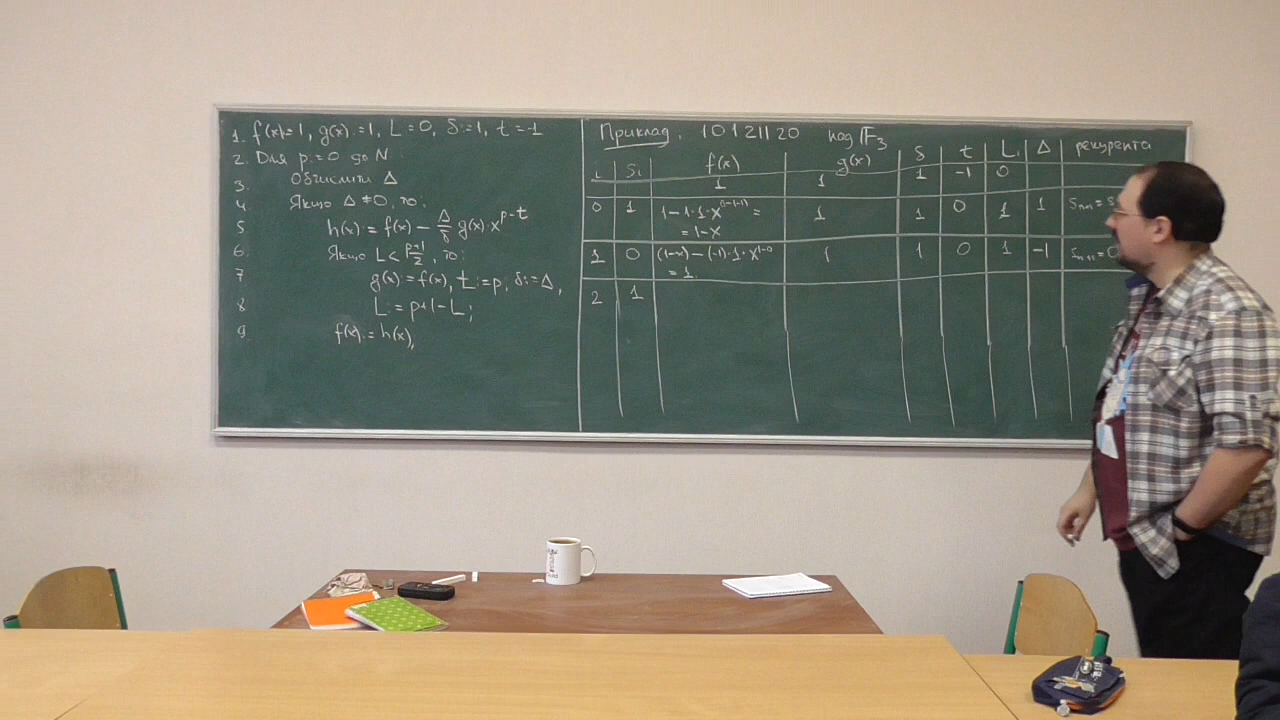 1. f(x):=1, g(x):=1, L:=0, δ:=1, t:=-1
2. Для p:=0 до N:
3. Обчислити Δ
4. Якщо Δ≠0, то:
5 h(x):=f(x) - Δ/δ g(x)·x^(p-t)
6. Якщо L < (p+1)/2, то:
7 g(x):=f(x), t:=p, δ:=Δ,
8 L:=p+1-L;
9. f(x):=h(x),
Приклад. 10121120 над F₃
i Si f(x) g(x) δ t L Δ рекурента
1 1 1 -1 0
0 1 1-1·1·x^(0-(-1)) = 1 1 0 1 1
=1-x
1 0 (1-x)-(-1)·1·x^(1-0) 1 1 0 1 -1
=1.
2 1